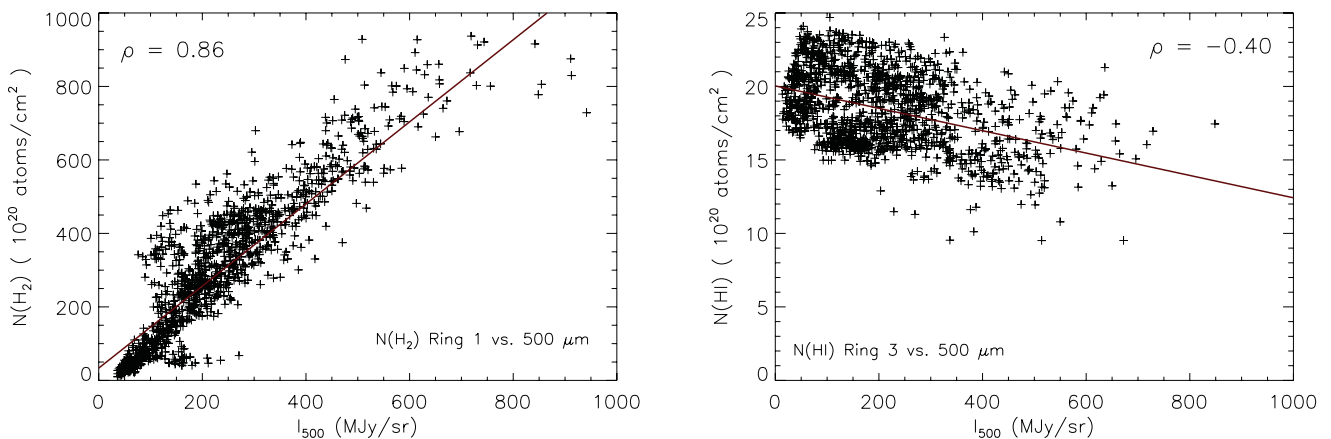 1000
800
600
400
200
0
N(H₂) ( 10²⁰ atoms/cm² )
ρ = 0.86
N(H₂) Ring 1 vs. 500 μm
0 200 400 600 800 1000
I₅₀₀ (MJy/sr)
25
20
15
10
5
0
N(HI) ( 10²⁰ atoms/cm² )
ρ = −0.40
N(HI) Ring 3 vs. 500 μm
0 200 400 600 800 1000
I₅₀₀ (MJy/sr)